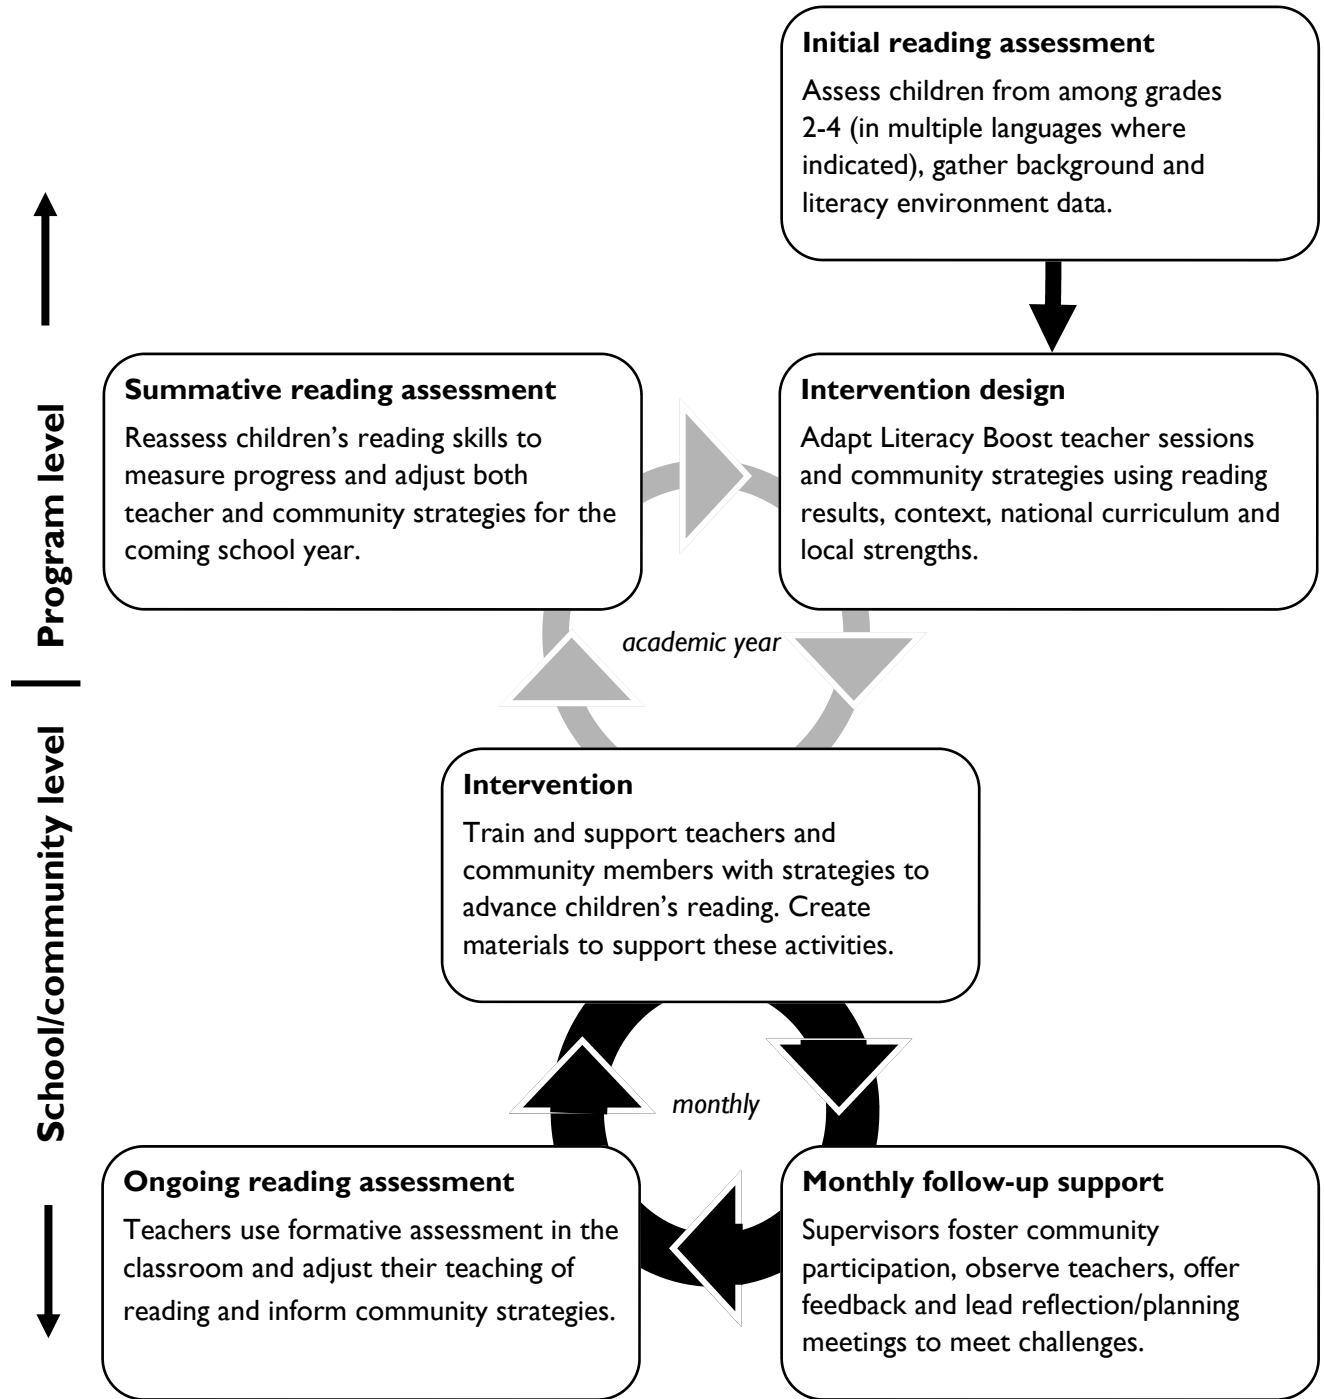 Initial reading assessment
Assess children from among grades
2-4 (in multiple languages where
indicated), gather background and
literacy environment data.
Program level
Summative reading assessment
Reassess children’s reading skills to
measure progress and adjust both
teacher and community strategies for the
coming school year.
Intervention design
Adapt Literacy Boost teacher sessions
and community strategies using reading
results, context, national curriculum and
local strengths.
academic year
School/community level
Intervention
Train and support teachers and
community members with strategies to
advance children’s reading. Create
materials to support these activities.
monthly
Ongoing reading assessment
Teachers use formative assessment in the
classroom and adjust their teaching of
reading and inform community strategies.
Monthly follow-up support
Supervisors foster community
participation, observe teachers, offer
feedback and lead reflection/planning
meetings to meet challenges.